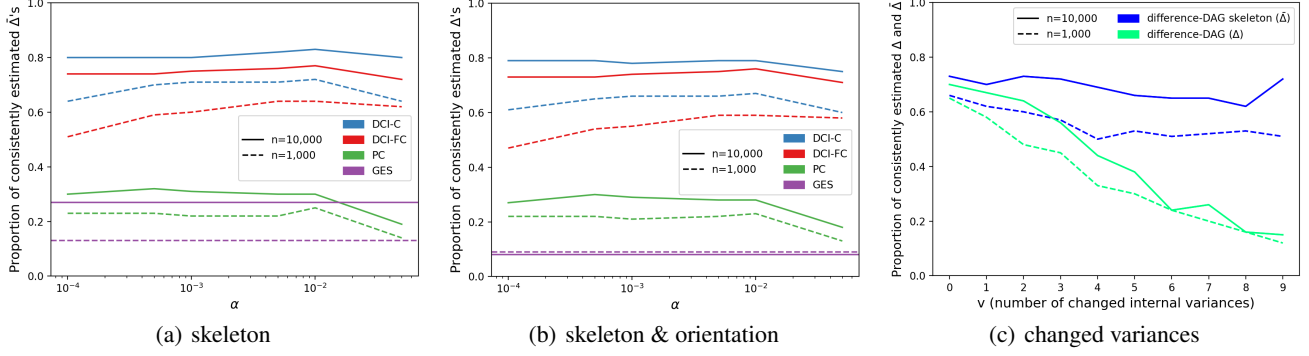 Proportion of consistently estimated Δ̄'s
1.0
0.8
0.6
0.4
0.2
0.0
n=10,000
n=1,000
DCI-C
DCI-FC
PC
GES
10⁻⁴
10⁻³
10⁻²
α
(a) skeleton
Proportion of consistently estimated Δ's
1.0
0.8
0.6
0.4
0.2
0.0
n=10,000
n=1,000
DCI-C
DCI-FC
PC
GES
10⁻⁴
10⁻³
10⁻²
α
(b) skeleton & orientation
Proportion of consistently estimated Δ and Δ̄
1.0
0.8
0.6
0.4
0.2
0.0
n=10,000
n=1,000
difference-DAG skeleton (Δ̄)
difference-DAG (Δ)
0 1 2 3 4 5 6 7 8 9
v (number of changed internal variances)
(c) changed variances